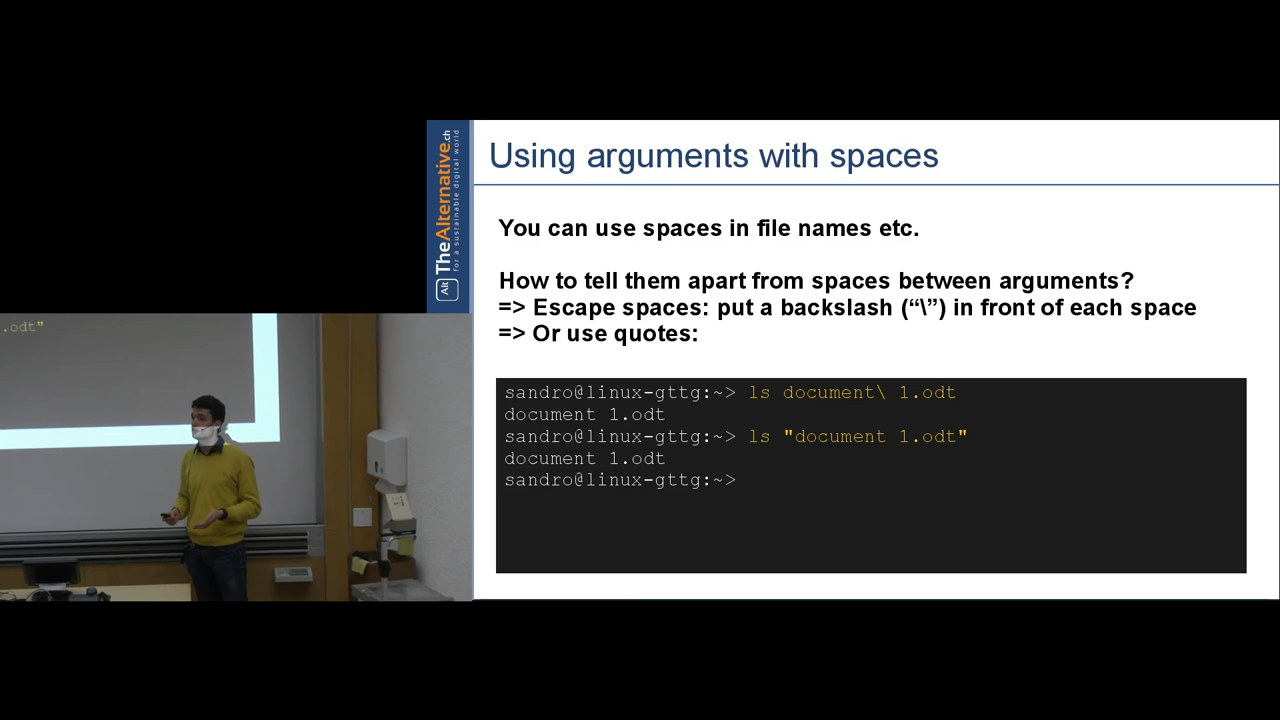 Using arguments with spaces
You can use spaces in file names etc.
How to tell them apart from spaces between arguments?
=> Escape spaces: put a backslash (“\”) in front of each space
=> Or use quotes:
sandro@linux-gttg:~> ls document\ 1.odt
document 1.odt
sandro@linux-gttg:~> ls "document 1.odt"
document 1.odt
sandro@linux-gttg:~>
Alt TheAlternative.ch
for a sustainable digital world
.odt"